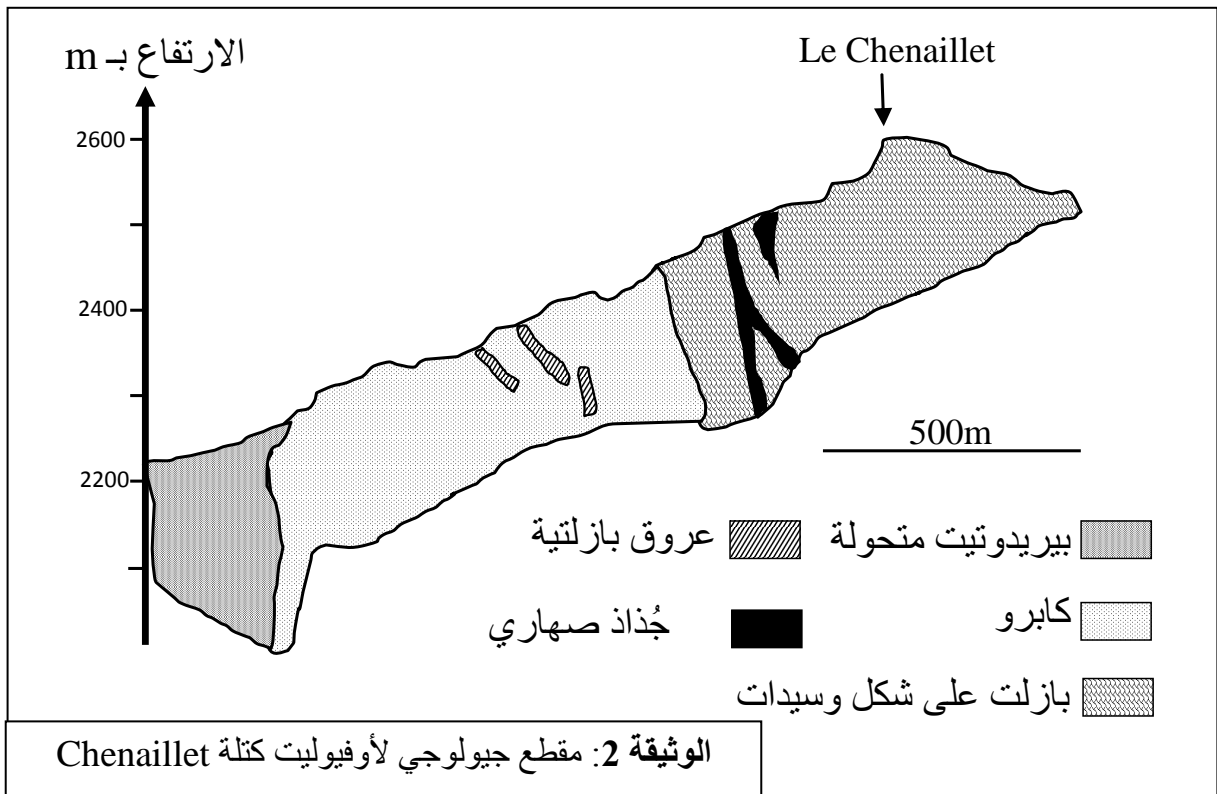 الارتفاع بـ m
Le Chenaillet
2600
2400
2200
500m
بيريدوتيت متحولة
عروق بازلتية
كابرو
جُذاذ صهاري
بازلت على شكل وسيدات
الوثيقة 2: مقطع جيولوجي لأوفيوليت كتلة Chenaillet